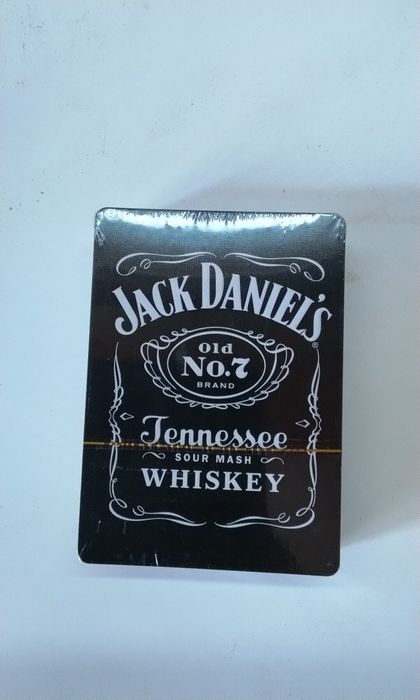 JACK DANIEL'S
®
Old
No.7
BRAND
Tennessee
SOUR MASH
WHISKEY